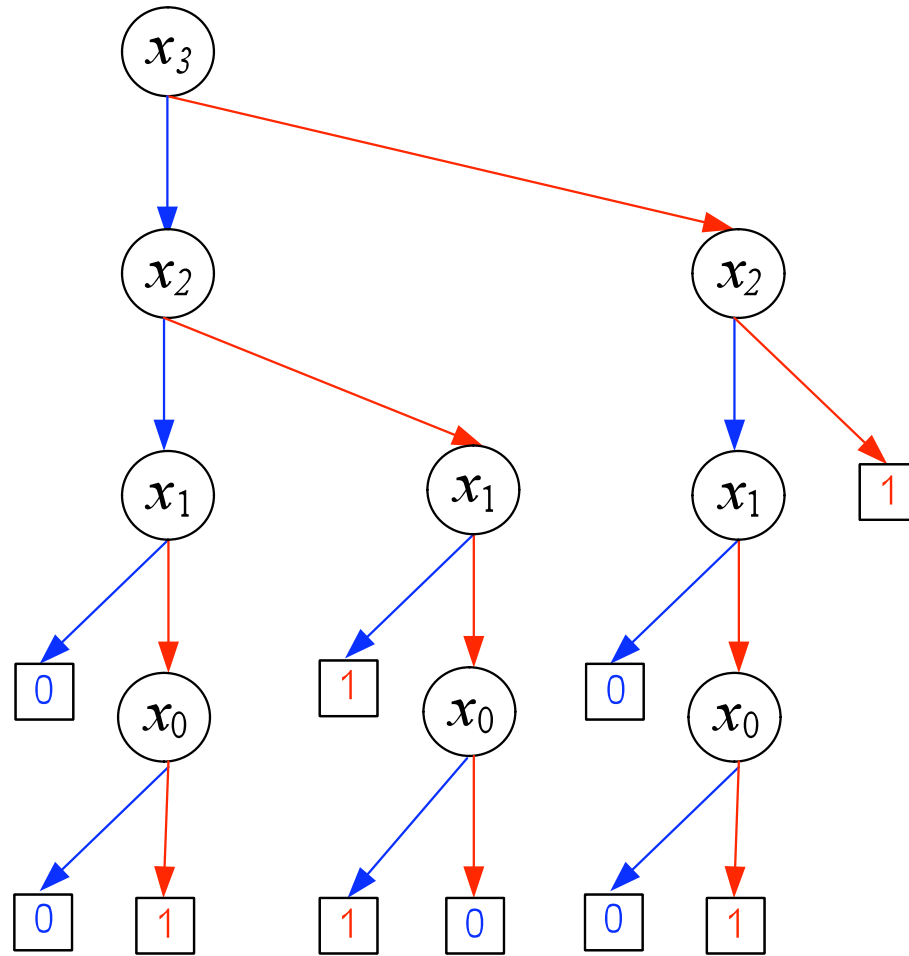 x₃
x₂ x₂
x₁ x₁ x₁ 1
0 x₀ 1 x₀ 0 x₀
0 1 1 0 0 1